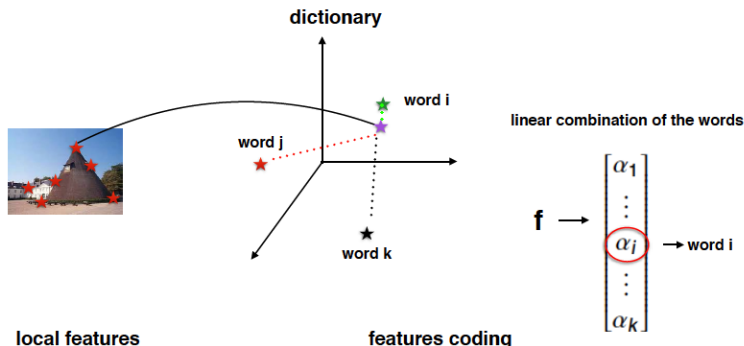 dictionary
word i
word j
word k
linear combination of the words
f
α1
⋮
αi
⋮
αk
word i
local features
features coding